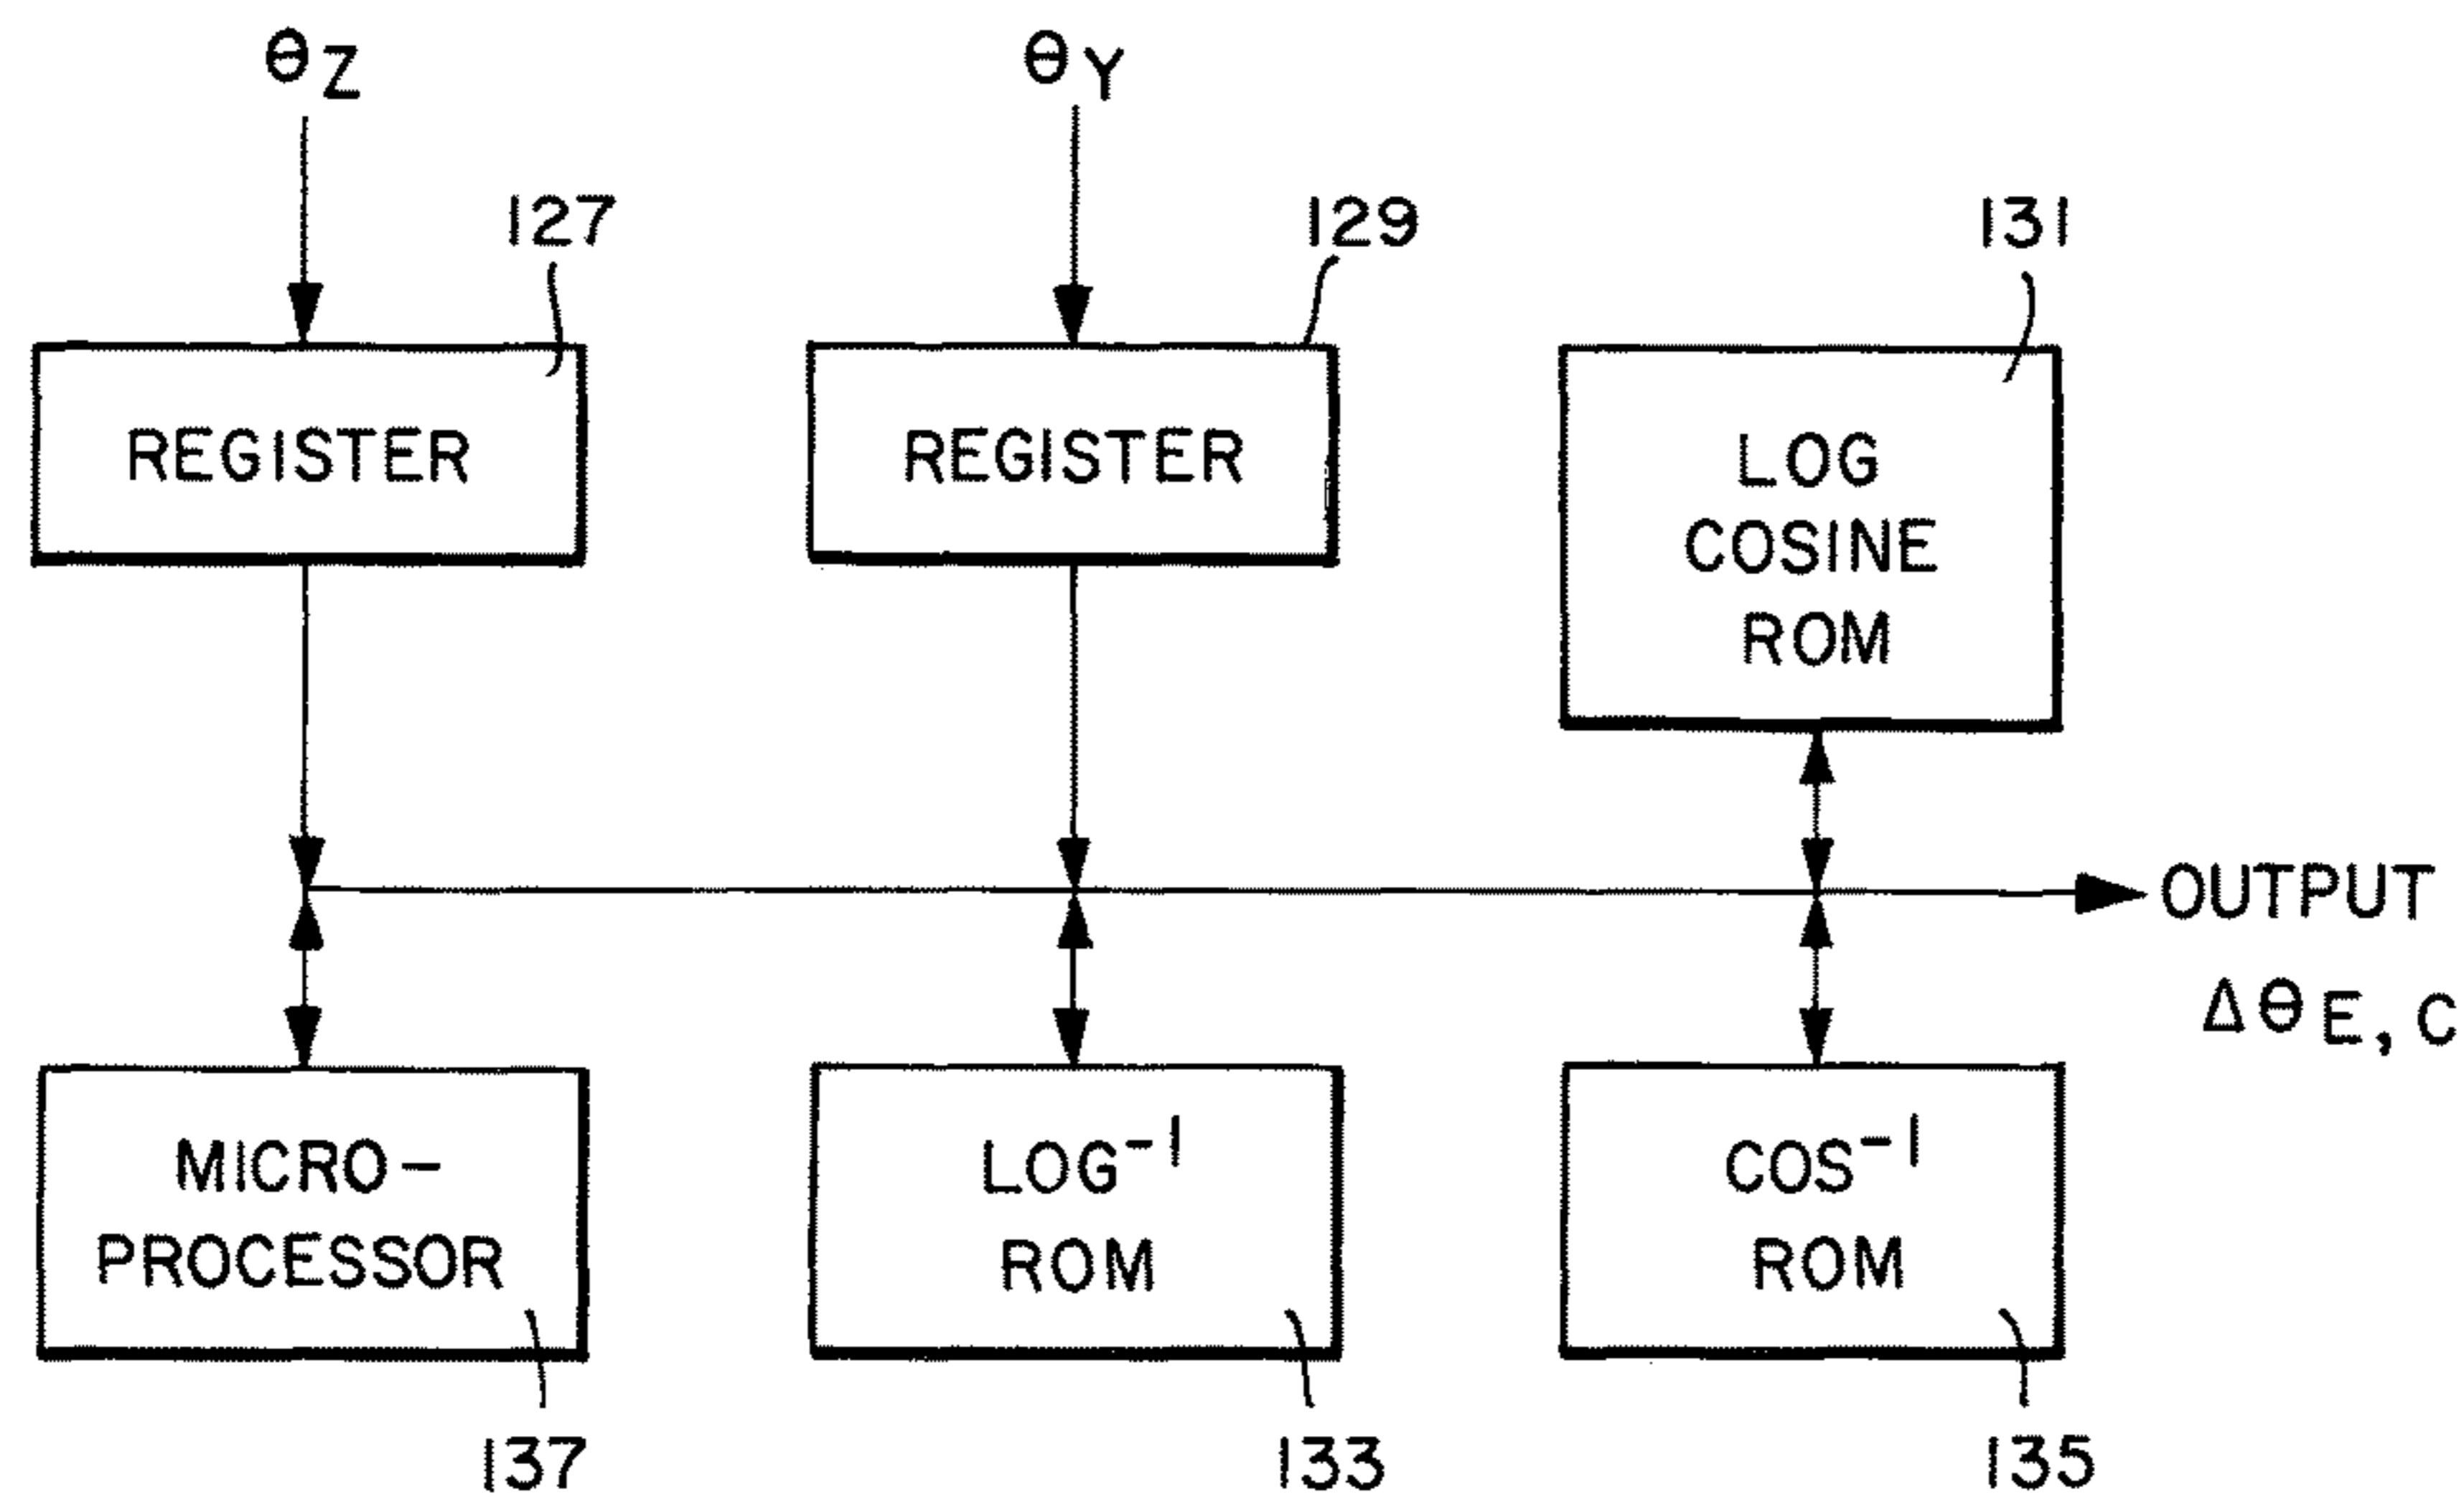 θZ
θY
127
129
131
REGISTER
REGISTER
LOG
COSINE
ROM
OUTPUT
ΔθE,C
MICRO-
PROCESSOR
LOG⁻¹
ROM
COS⁻¹
ROM
137
133
135